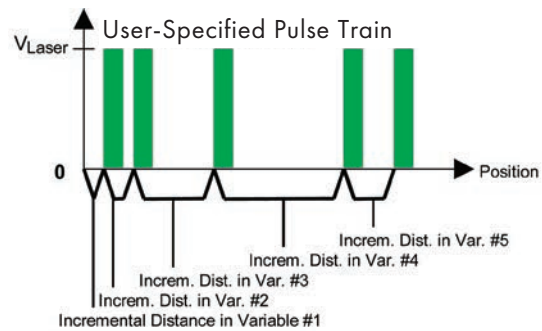 User-Specified Pulse Train
VLaser
0
Position
Increm. Dist. in Var. #5
Increm. Dist. in Var. #4
Increm. Dist. in Var. #3
Increm. Dist. in Var. #2
Incremental Distance in Variable #1